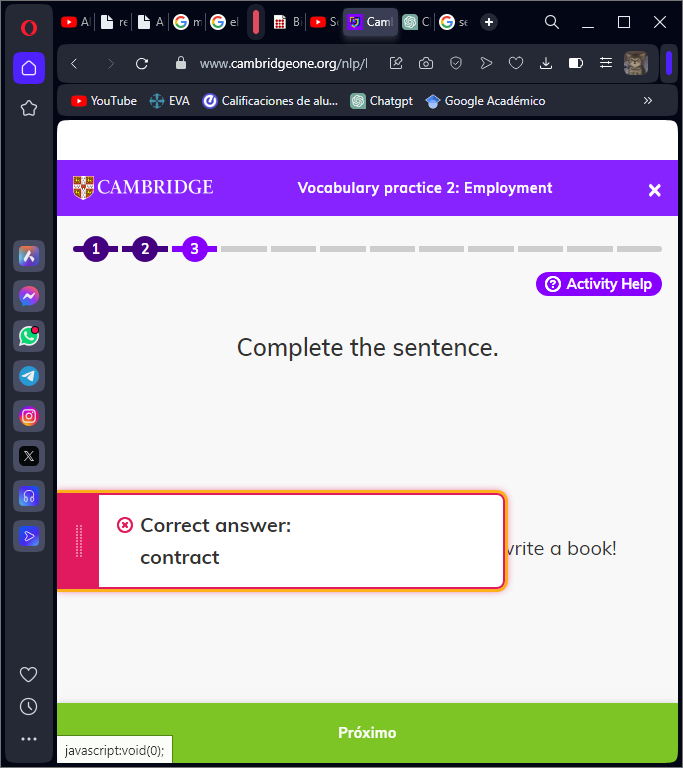 www.cambridgeone.org/nlp/l
YouTube EVA Calificaciones de alu... Chatgpt Google Académico »
CAMBRIDGE Vocabulary practice 2: Employment
1 2 3
Activity Help
Complete the sentence.
Correct answer:
contract
write a book!
Próximo
javascript:void(0);